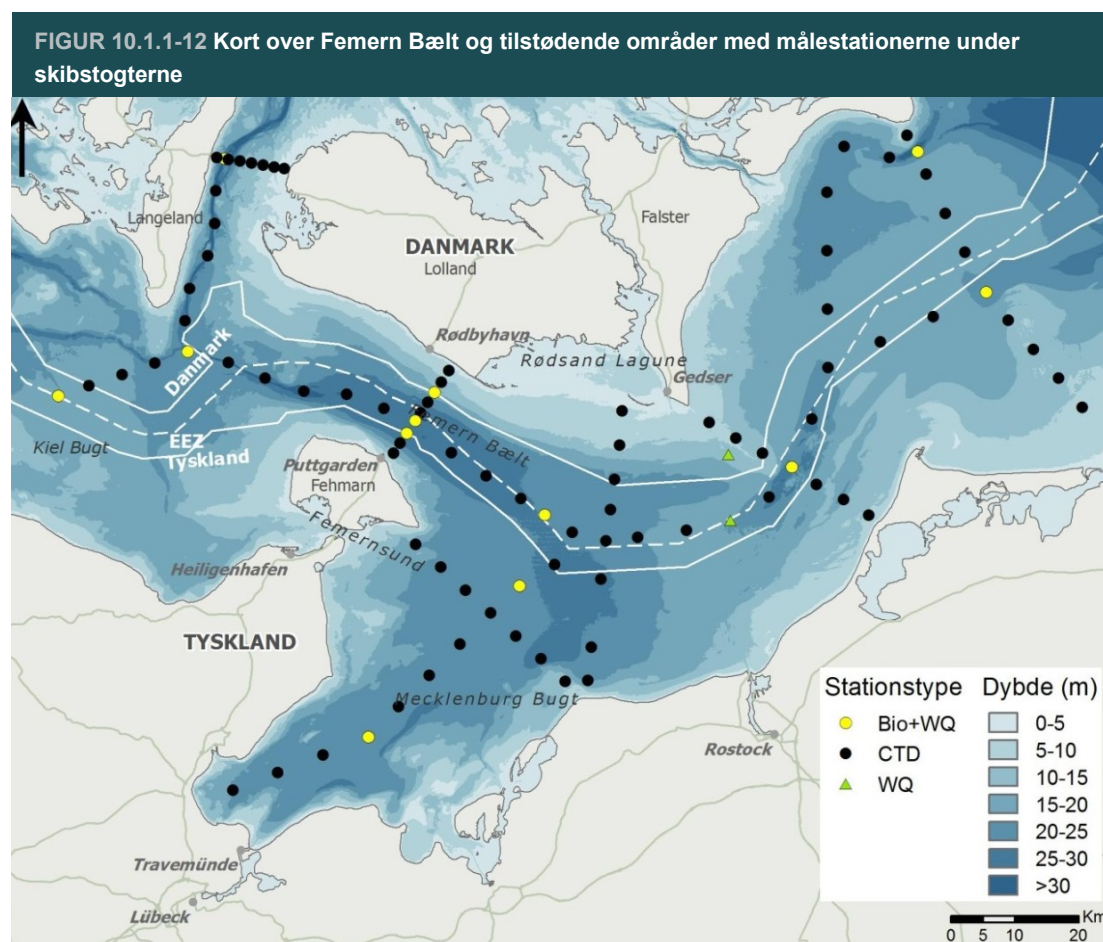 FIGUR 10.1.1-12 Kort over Femern Bælt og tilstødende områder med målestationerne under
skibstogterne
Langeland
DANMARK
Lolland
Falster
Rødbyhavn
Rødsand Lagune
Gedser
Danmark
EEZ
Tyskland
Kiel Bugt
Femern Bælt
Puttgarden
Fehmarn
Femernsund
Heiligenhafen
TYSKLAND
Mecklenburg Bugt
Rostock
Travemünde
Lübeck
Stationstype
Bio+WQ
CTD
WQ
Dybde (m)
0-5
5-10
10-15
15-20
20-25
25-30
>30
Km
0 5 10 20